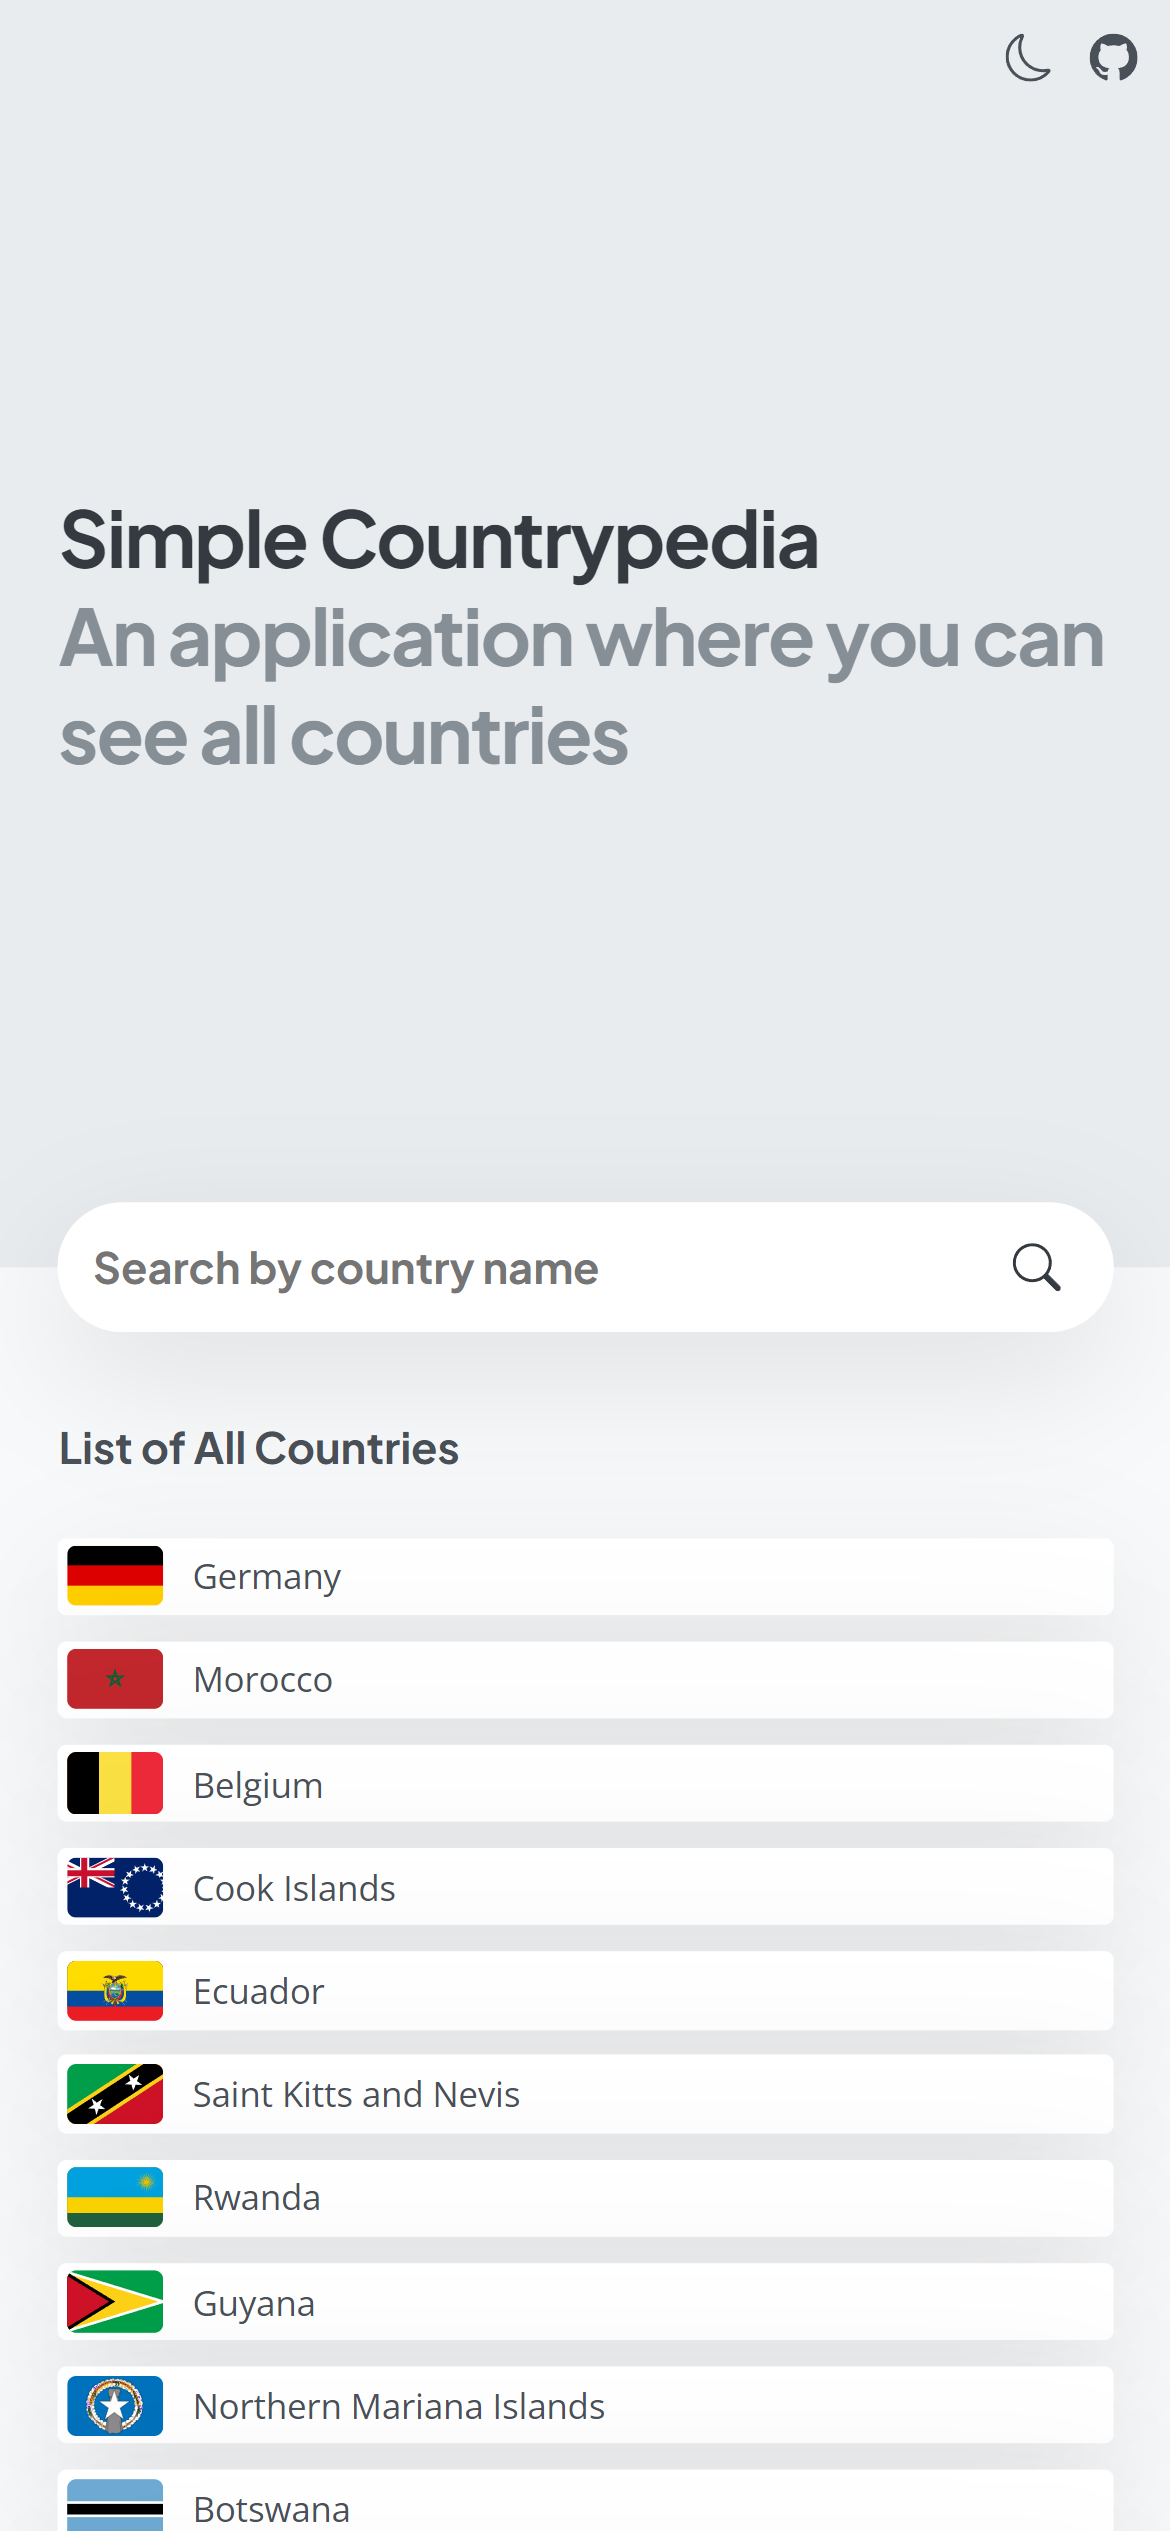 Simple Countrypedia
An application where you can
see all countries
Search by country name
List of All Countries
Germany
Morocco
Belgium
Cook Islands
Ecuador
Saint Kitts and Nevis
Rwanda
Guyana
Northern Mariana Islands
Botswana